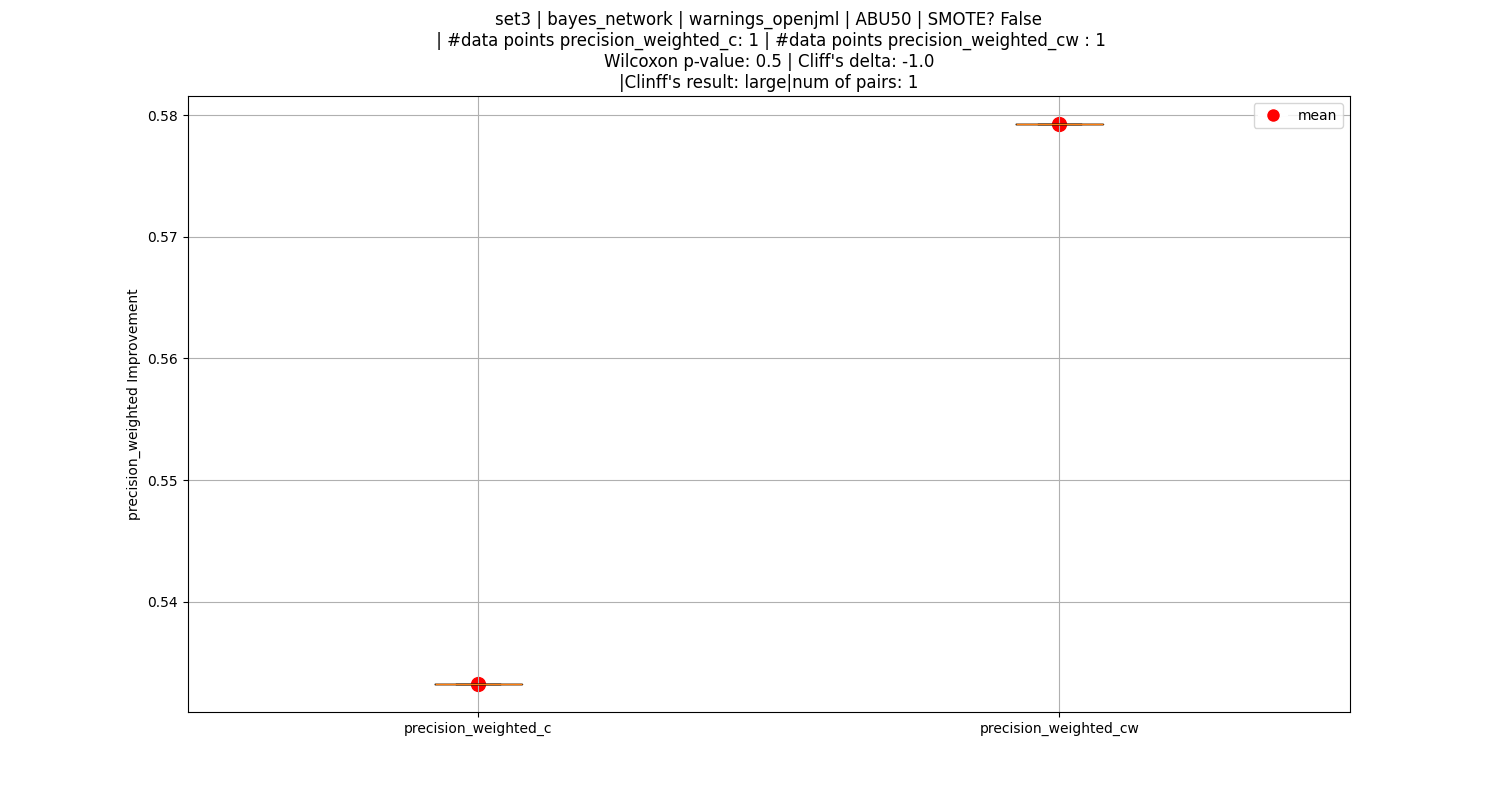 set3 | bayes_network | warnings_openjml | ABU50 | SMOTE? False
| #data points precision_weighted_c: 1 | #data points precision_weighted_cw : 1
Wilcoxon p-value: 0.5 | Cliff's delta: -1.0
|Clinff's result: large|num of pairs: 1
mean
precision_weighted Improvement
0.58
0.57
0.56
0.55
0.54
precision_weighted_c
precision_weighted_cw